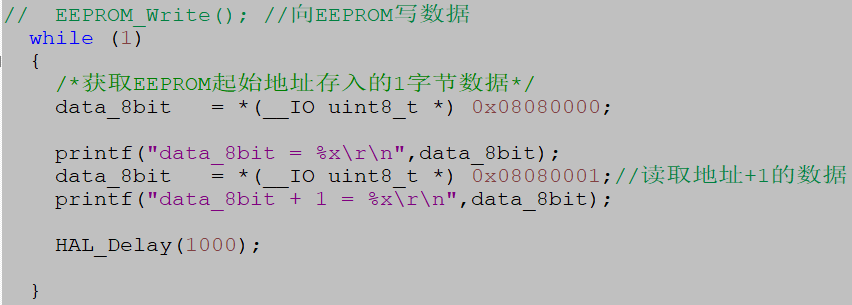 //  EEPROM_Write(); //向EEPROM写数据
while (1)
{
/*获取EEPROM起始地址存入的1字节数据*/
data_8bit   = *(__IO uint8_t *) 0x08080000;
printf("data_8bit = %x\r\n",data_8bit);
data_8bit   = *(__IO uint8_t *) 0x08080001;//读取地址+1的数据
printf("data_8bit + 1 = %x\r\n",data_8bit);
HAL_Delay(1000);
}